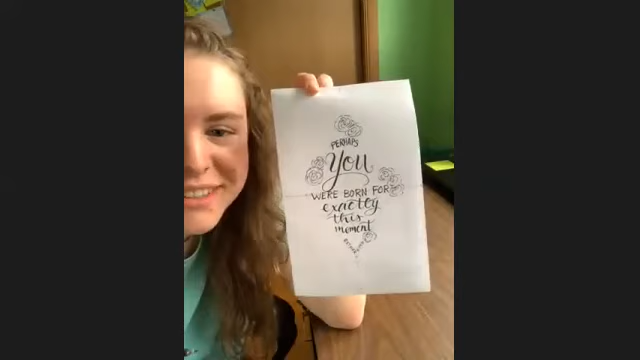 PERHAPS
You
WERE BORN FOR
exactly
this
moment